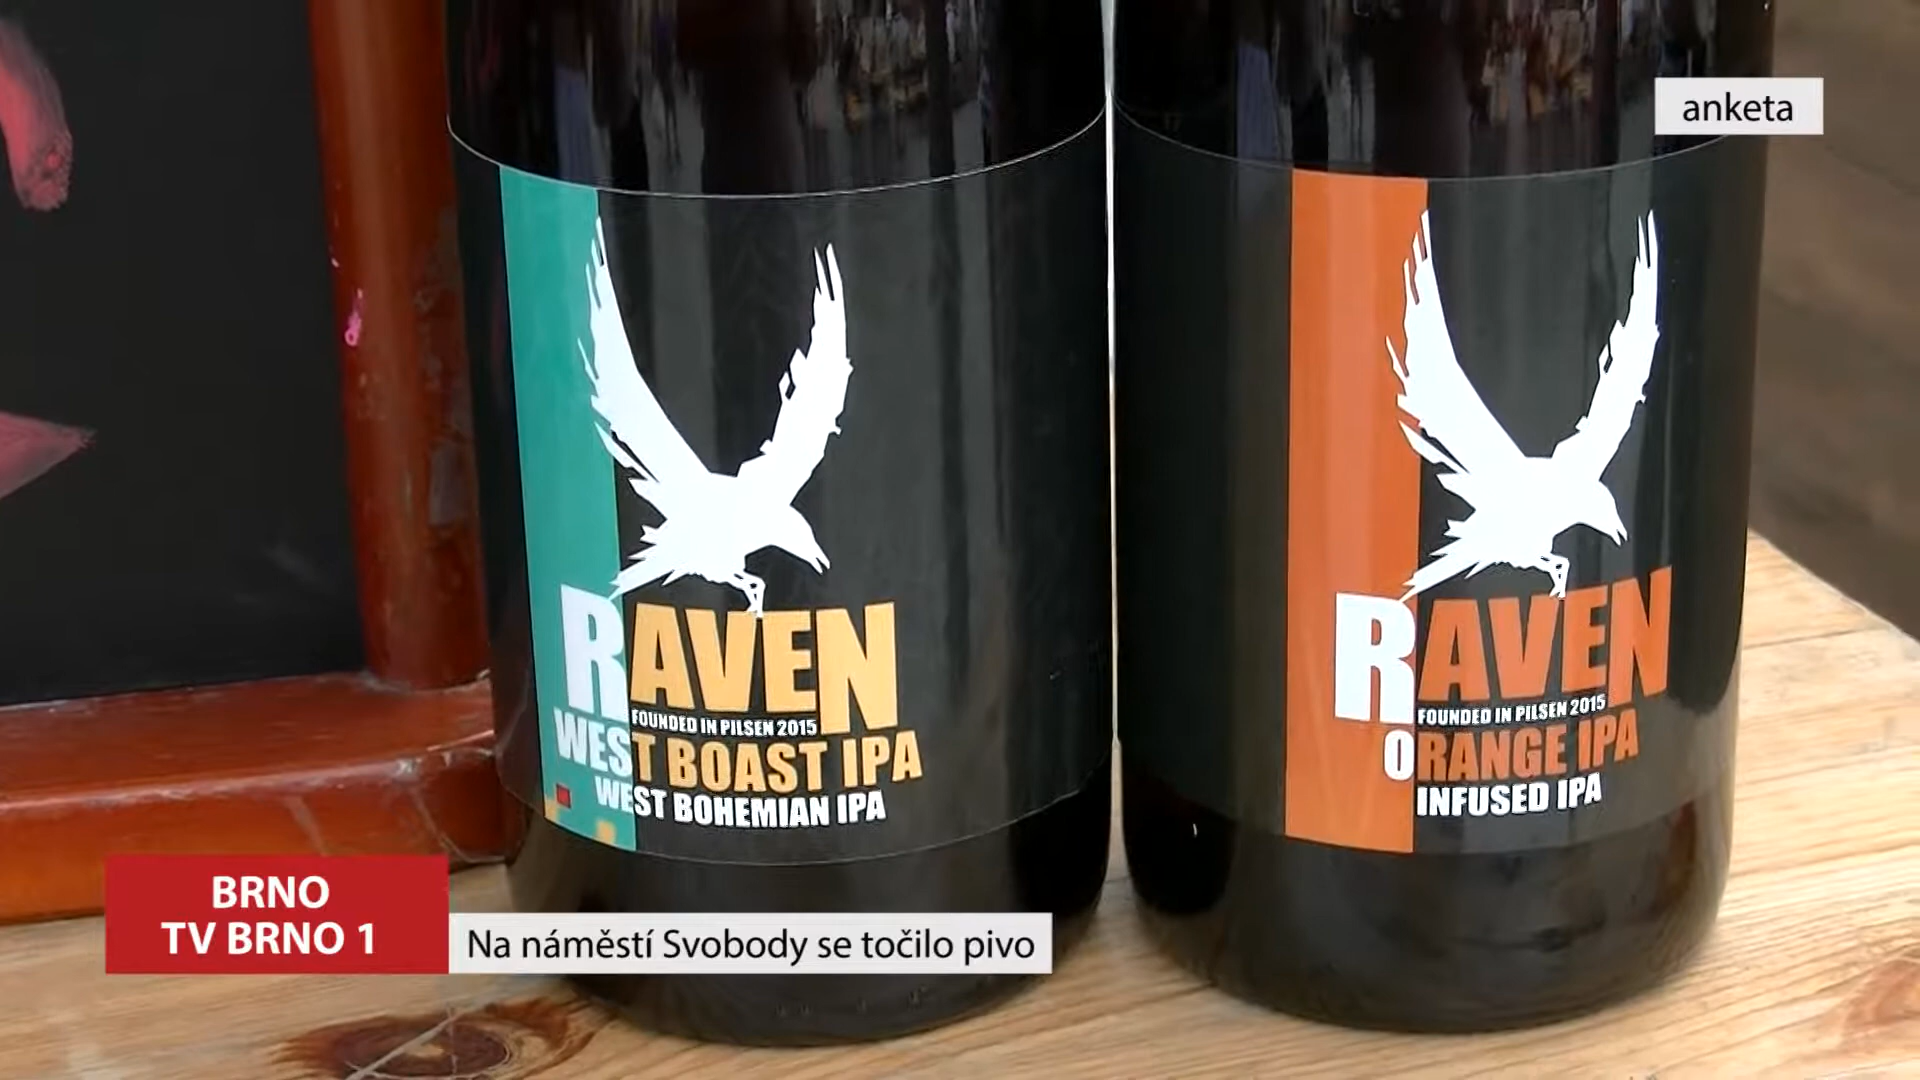 anketa
RAVEN
FOUNDED IN PILSEN 2015
WEST BOAST IPA
WEST BOHEMIAN IPA
RAVEN
FOUNDED IN PILSEN 2015
ORANGE IPA
INFUSED IPA
BRNO
TV BRNO 1
Na náměstí Svobody se točilo pivo